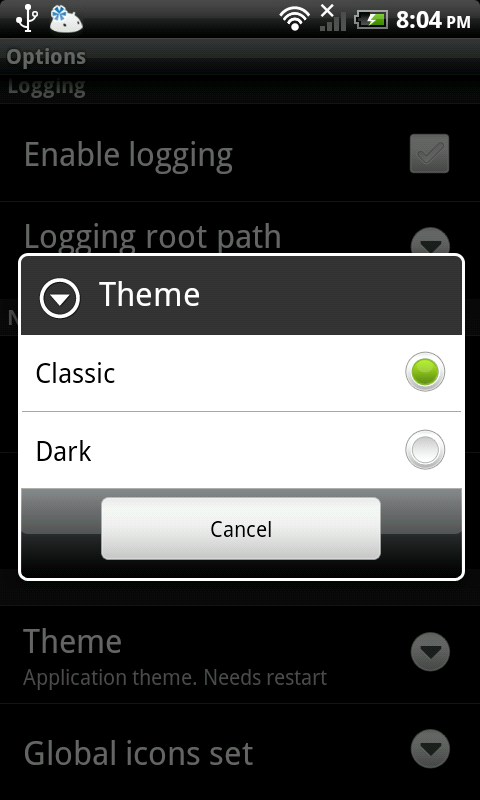 8:04 PM
Options
Logging
Enable logging
Logging root path
Theme
Classic
Dark
Cancel
Theme
Application theme. Needs restart
Global icons set